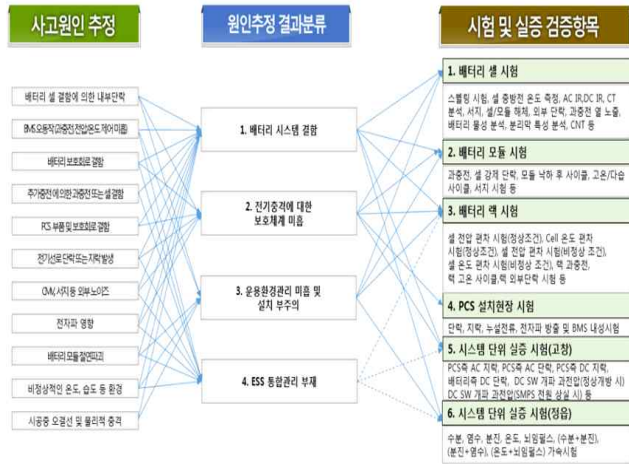 사고원인 추정
배터리 셀 결함에 의한 내부단락
BMS 오동작(과충전 전압온도 제어 미흡)
배터리 보호회로 결함
추가충전에 의한 과충전 또는 셀 결함
PCS 부품 및 보호회로 결함
전기선로 단락 또는 지락 발생
CMV, 서지 등 외부 노이즈
전자파 영향
배터리 모듈 절연파괴
비정상적인 온도, 습도 등 환경
시공중 오결선 및 물리적 충격
원인추정 결과분류
1. 배터리 시스템 결함
2. 전기충격에 대한
보호체계 미흡
3. 운용환경관리 미흡 및
설치 부주의
4. ESS 통합관리 부재
시험 및 실증 검증항목
1. 배터리 셀 시험
스웰링 시험, 셀 충방전 온도 측정, AC IR,DC IR, CT
분석, 서지, 셀/모듈 해체, 외부 단락, 과충전 열 노출,
배터리 물성 분석, 분리막 특성 분석, CNT 등
2. 배터리 모듈 시험
과충전, 셀 강제 단락, 모듈 낙하 후 사이클, 고온/다습
사이클, 서지 시험 등
3. 배터리 랙 시험
셀 전압 편차 시험(정상조건), Cell 온도 편차
시험(정상조건), 셀 전압 편차 시험(비정상 조건),
셀 온도 편차 시험(비정상 조건), 랙 과충전,
랙 고온 사이클,랙 외부단락 시험 등
4. PCS 설치현장 시험
단락, 지락, 누설전류, 전자파 방출 및 BMS 내성시험
5. 시스템 단위 실증 시험(고창)
PCS측 AC 지락, PCS측 AC 단락, PCS측 DC 지락,
배터리측 DC 단락, DC SW 개파 과전압(정상개방 시)
DC SW 개파 과전압(SMPS 전원 상실 시) 등
6. 시스템 단위 실증 시험(정읍)
수분, 염수, 분진, 온도, 뇌임펄스, (수분+분진),
(분진+염수), (온도+뇌임펄스) 가속시험